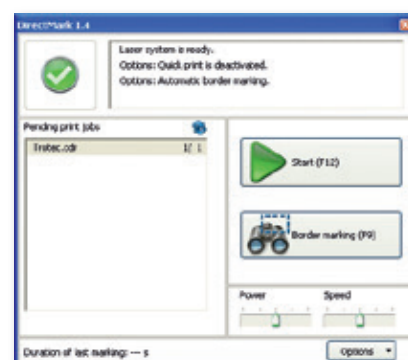 DirectMark 1.4
Laser system is ready.
Options: Quick print is deactivated.
Options: Automatic border marking.
Pending print jobs
Trotec.cdr 1/ 1
Start (F12)
Border marking (F9)
Power Speed
Duration of last marking: --- s
Options